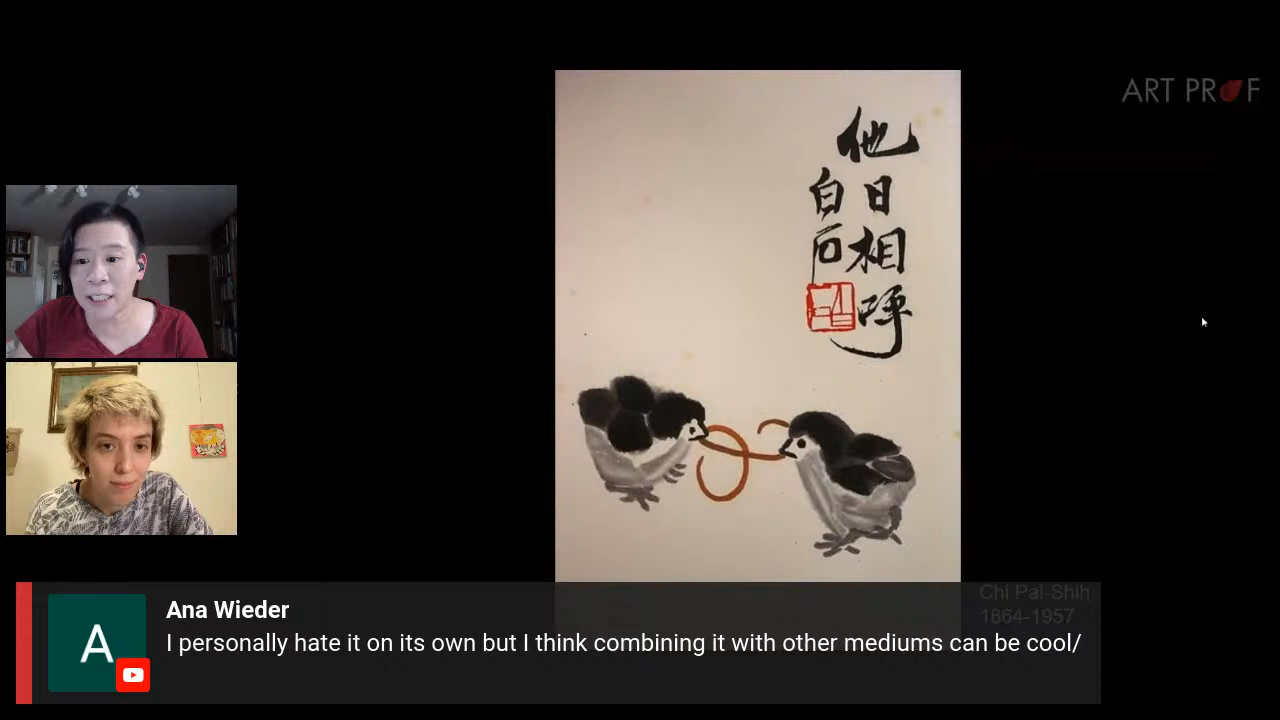 ART PROF
他日相呼
白石
Chi Pai-Shih
1864-1957
A
Ana Wieder
I personally hate it on its own but I think combining it with other mediums can be cool/